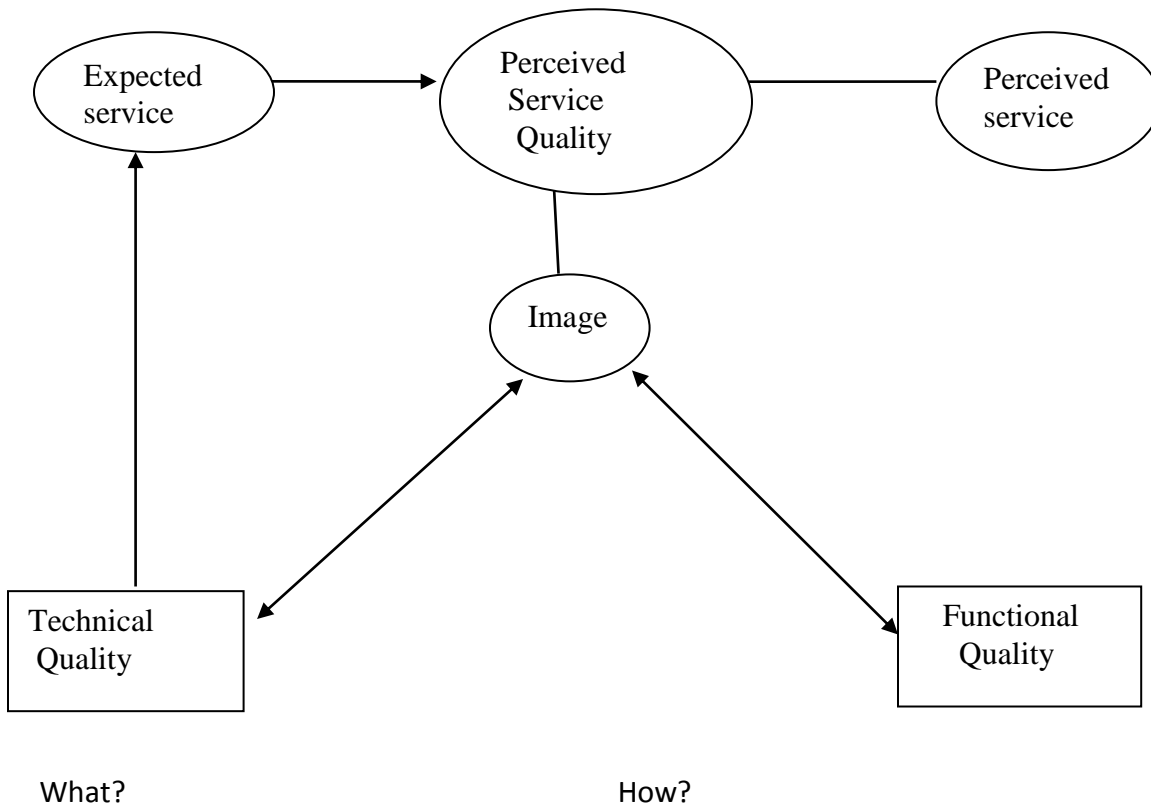 Expected
service
Perceived
Service
Quality
Perceived
service
Image
Technical
Quality
Functional
Quality
What?
How?